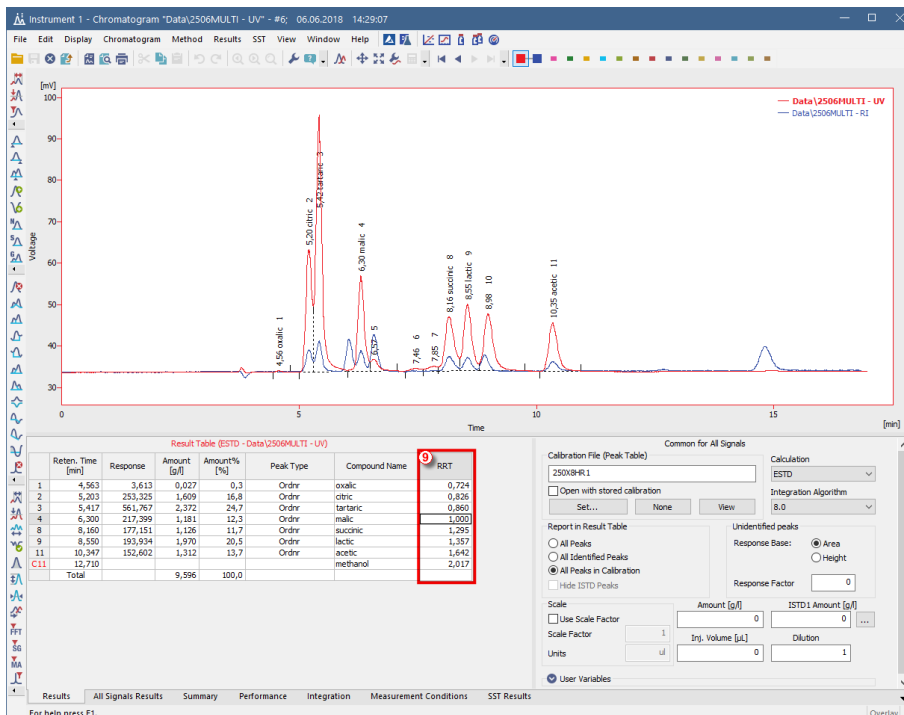 Instrument 1 - Chromatogram "Data\2506MULTI - UV" - #6; 06.06.2018 14:29:07
File Edit Display Chromatogram Method Results SST View Window Help
[mV]
100
90
80
70
60
50
40
30
Voltage
Data\2506MULTI - UV
Data\2506MULTI - RI
4,56 oxalic 1
5,20 citric 2
5,42 tartaric 3
6,30 malic 4
6,57 5
7,46 6
7,85 7
8,16 succinic 8
8,55 lactic 9
8,98 10
10,35 acetic 11
0 5 10 15
Time
[min]
Result Table (ESTD - Data\2506MULTI - UV)
9
Reten. Time [min] Response Amount [g/l] Amount% [%] Peak Type Compound Name RRT
1 4,563 3,613 0,027 0,3 Ordnr oxalic 0,724
2 5,203 253,325 1,609 16,8 Ordnr citric 0,826
3 5,417 561,767 2,372 24,7 Ordnr tartaric 0,860
4 6,300 217,399 1,181 12,3 Ordnr malic 1,000
8 8,160 177,151 1,126 11,7 Ordnr succinic 1,295
9 8,550 193,934 1,970 20,5 Ordnr lactic 1,357
11 10,347 152,602 1,312 13,7 Ordnr acetic 1,642
C11 12,710 methanol 2,017
Total 9,596 100,0
Common for All Signals
Calibration File (Peak Table)
250X8HR1
Open with stored calibration
Set... None View
Calculation
ESTD
Integration Algorithm
8.0
Report in Result Table
All Peaks
All Identified Peaks
All Peaks in Calibration
Hide ISTD Peaks
Unidentified peaks
Response Base: Area
Height
Response Factor 0
Scale
Use Scale Factor
Scale Factor 1
Units ul
Amount [g/l] ISTD1 Amount [g/l]
0 0 ...
Inj. Volume [µL] Dilution
0 1
User Variables
Results All Signals Results Summary Performance Integration Measurement Conditions SST Results
For help press F1.
Overlay